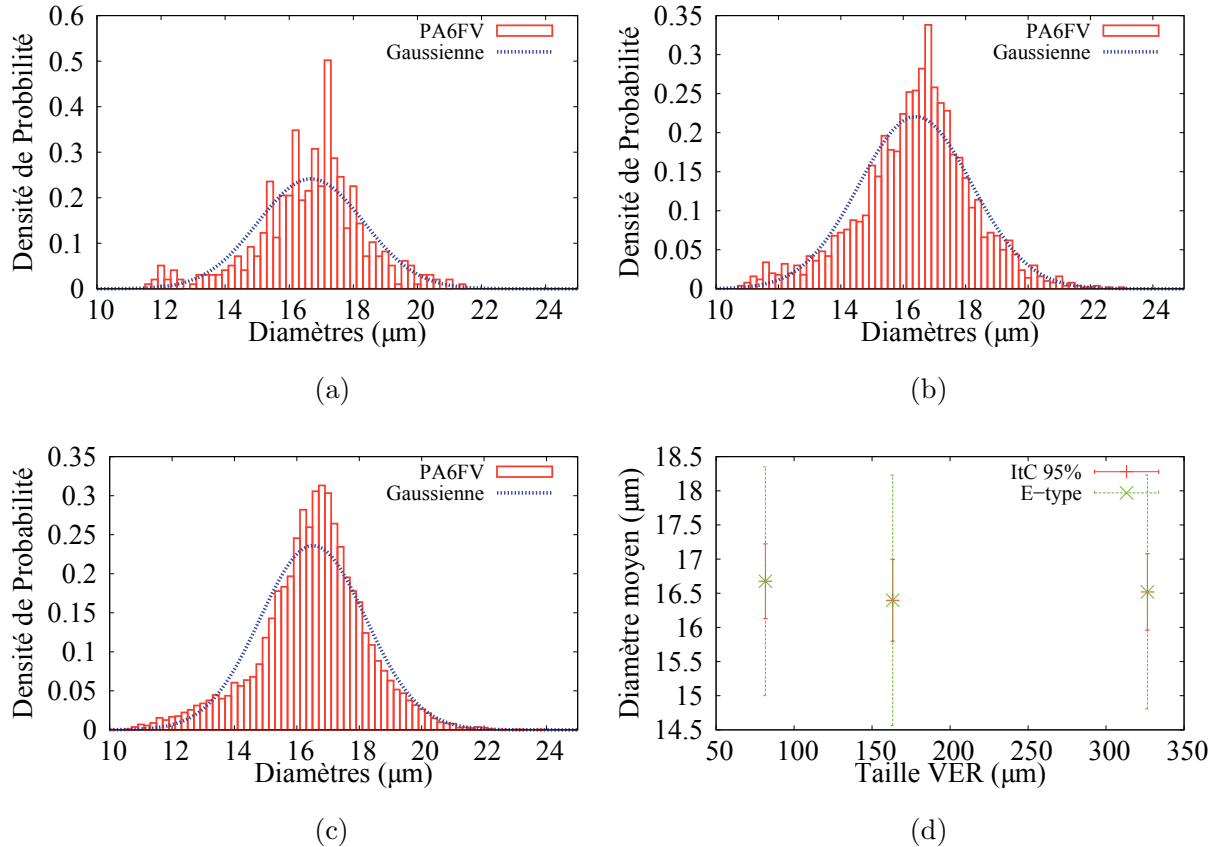 0.6
0.5
0.4
0.3
0.2
0.1
0
Densité de Probbilité
PA6FV
Gaussienne
10 12 14 16 18 20 22 24
Diamètres (μm)
(a)
0.35
0.3
0.25
0.2
0.15
0.1
0.05
0
Densité de Probabilité
PA6FV
Gaussienne
10 12 14 16 18 20 22 24
Diamètres (μm)
(b)
0.35
0.3
0.25
0.2
0.15
0.1
0.05
0
Densité de Probabilité
PA6FV
Gaussienne
10 12 14 16 18 20 22 24
Diamètres (μm)
(c)
18.5
18
17.5
17
16.5
16
15.5
15
14.5
Diamètre moyen (μm)
ItC 95%
E−type
50 100 150 200 250 300 350
Taille VER (μm)
(d)